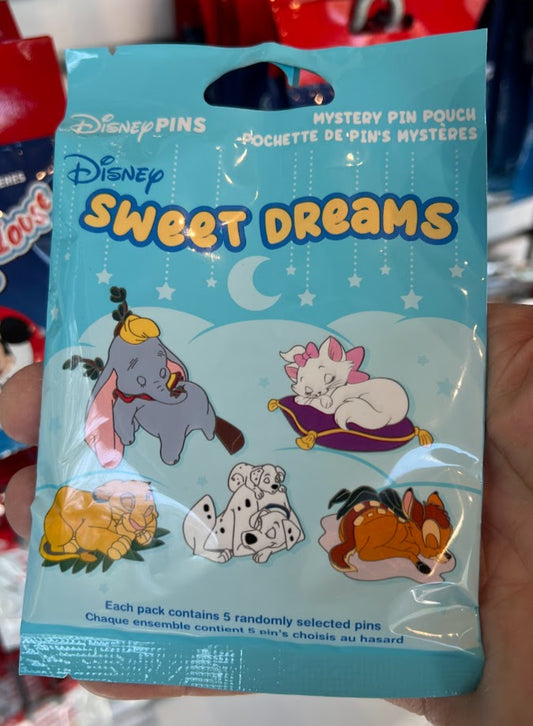 Disney PINS
MYSTERY PIN POUCH
POCHETTE DE PIN'S MYSTÈRES
Disney
SWEET DREAMS
Each pack contains 5 randomly selected pins
Chaque ensemble contient 5 pin's choisis au hasard